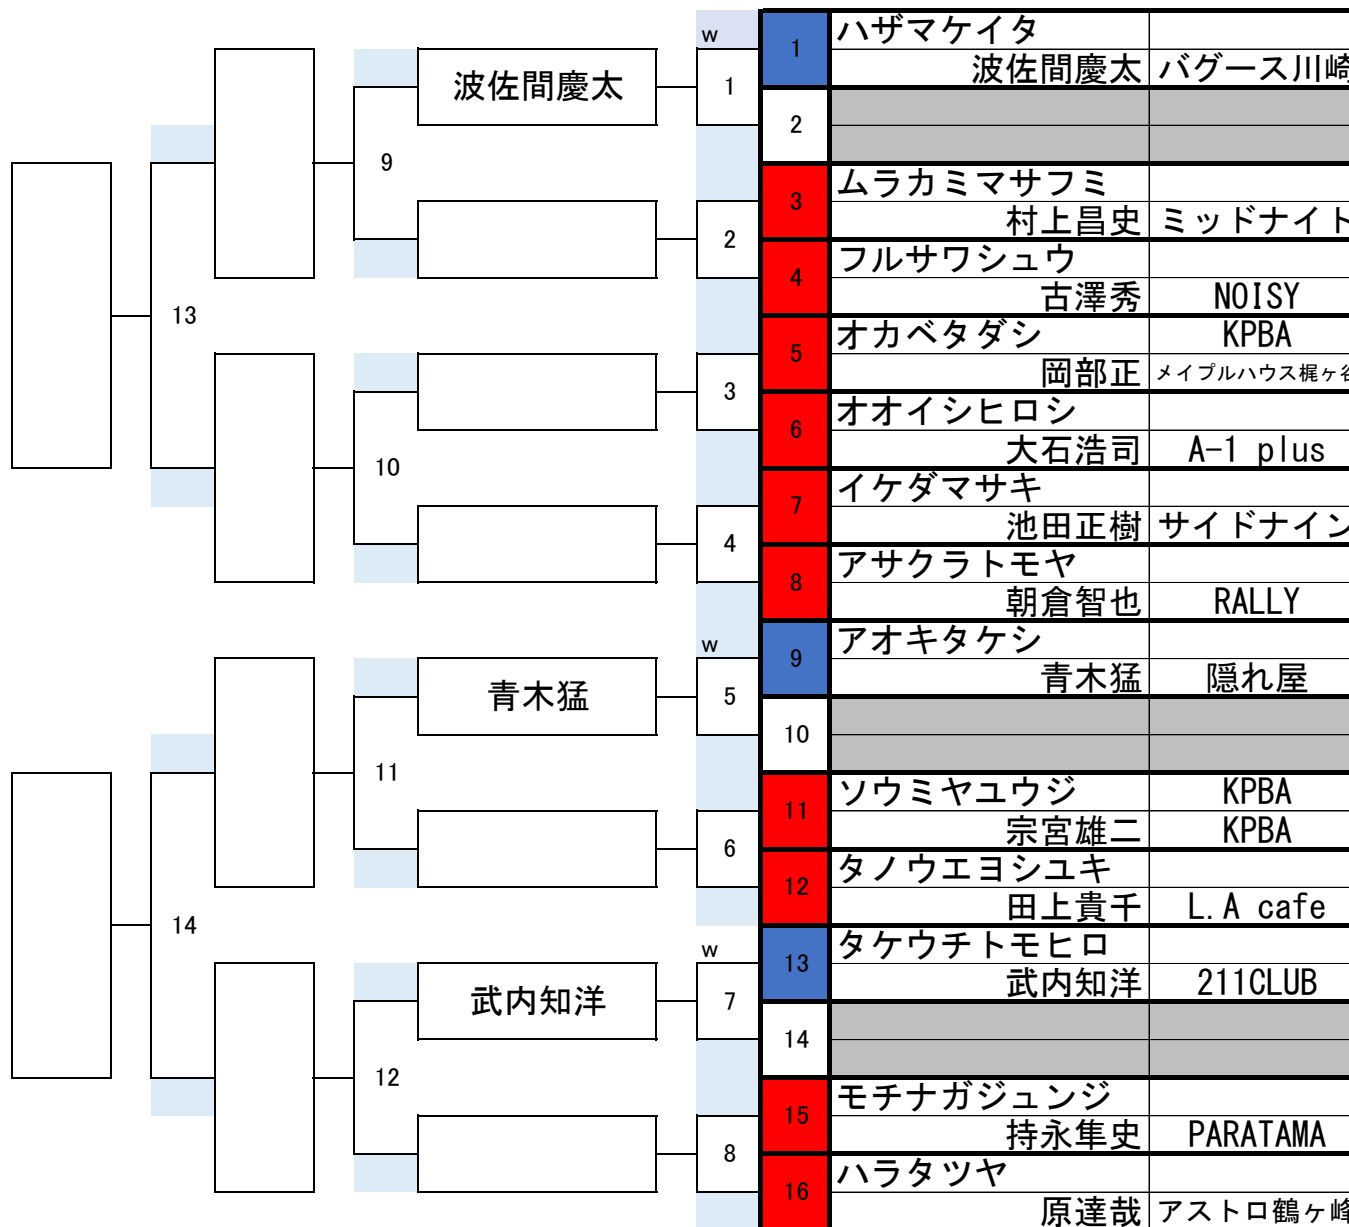 w
1
ハザマケイタ
波佐間慶太
波佐間慶太 バグース川崎
1
2
9
3
ムラカミマサフミ
村上昌史 ミッドナイト
2
4
フルサワシュウ
古澤秀 NOISY
13
5
オカベタダシ KPBA
岡部正 メイプルハウス梶ヶ谷
3
6
オオイシヒロシ
大石浩司 A-1 plus
10
7
イケダマサキ
池田正樹 サイドナイン
4
8
アサクラトモヤ
朝倉智也 RALLY
w
9
アオキタケシ
青木猛 隠れ屋
青木猛
5
10
11
11
ソウミヤユウジ KPBA
宗宮雄二 KPBA
6
12
タノウエヨシユキ
田上貴千 L.A cafe
14
w
13
タケウチトモヒロ
武内知洋 211CLUB
武内知洋
7
14
12
15
モチナガジュンジ
持永隼史 PARATAMA
8
16
ハラタツヤ
原達哉 アストロ鶴ヶ峰